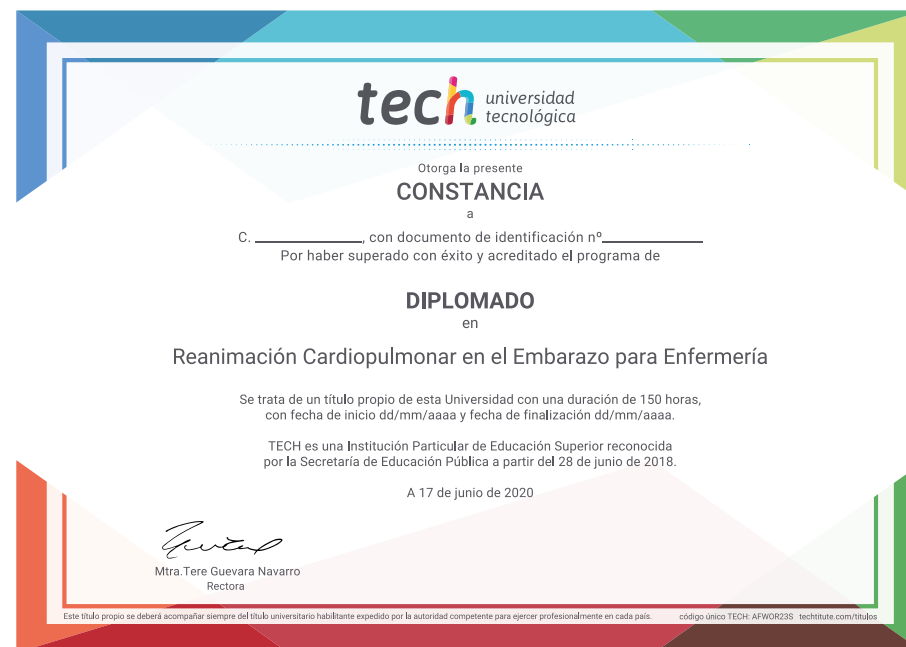 tech universidad
tecnológica
Otorga la presente
CONSTANCIA
a
C. ____________, con documento de identificación nº____________
Por haber superado con éxito y acreditado el programa de
DIPLOMADO
en
Reanimación Cardiopulmonar en el Embarazo para Enfermería
Se trata de un título propio de esta Universidad con una duración de 150 horas,
con fecha de inicio dd/mm/aaaa y fecha de finalización dd/mm/aaaa.
TECH es una Institución Particular de Educación Superior reconocida
por la Secretaría de Educación Pública a partir del 28 de junio de 2018.
A 17 de junio de 2020
Mtra.Tere Guevara Navarro
Rectora
Este título propio se deberá acompañar siempre del título universitario habilitante expedido por la autoridad competente para ejercer profesionalmente en cada país. código único TECH: AFWOR23S techtitute.com/titulos